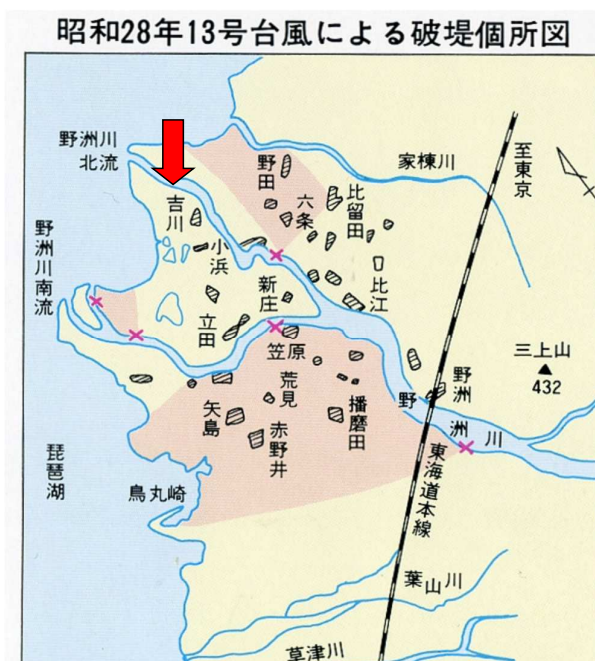 昭和28年13号台風による破堤個所図
野洲川
北流
野田
家棟川
至東京
六条
比留田
吉川
小浜
野洲川南流
新庄
比江
立田
笠原
三上山
432
野洲
荒見
野洲川
矢島
播磨田
赤野井
東海道本線
琵琶湖
烏丸崎
葉山川
草津川